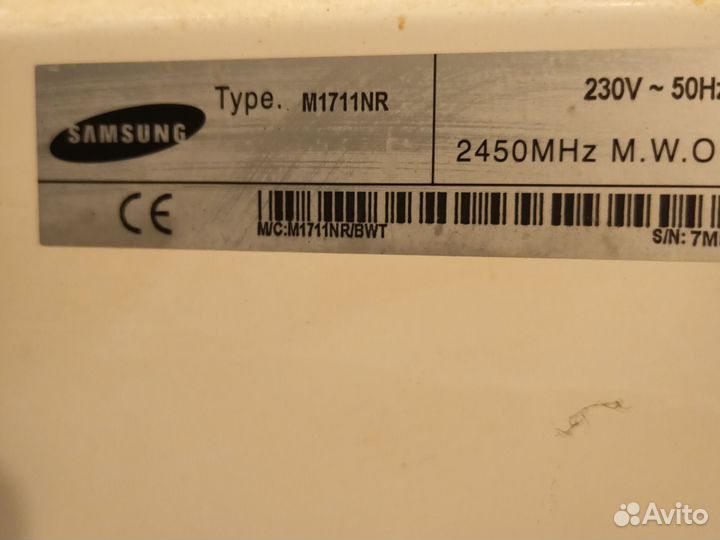 SAMSUNG
Type. M1711NR
230V ~ 50Hz
2450MHz M.W.O
M/C:M1711NR/BWT
S/N: 7M
CE
Avito